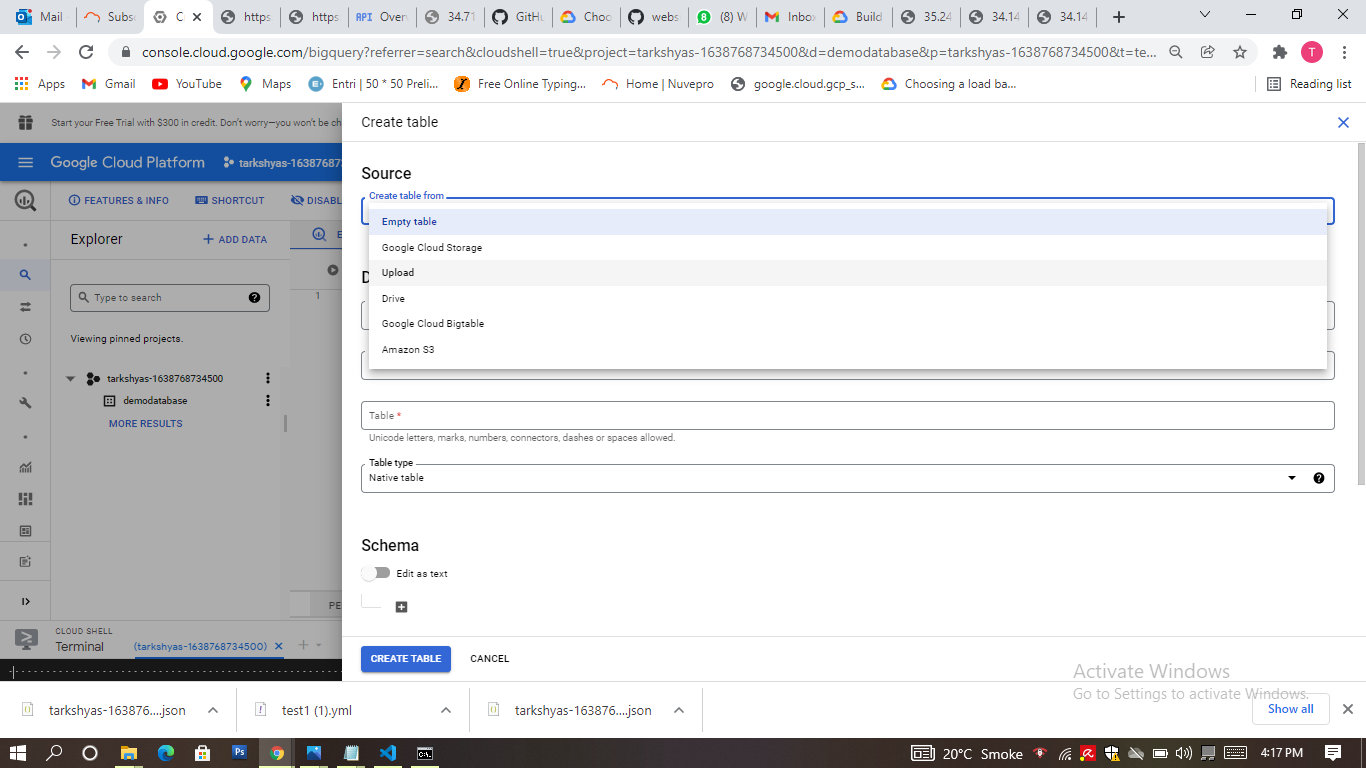 Mail
Subsc
C
https
https
API Over
34.71
GitHu
Choo
webs
8 (8) W
Inbox
Build
35.24
34.14
34.14
console.cloud.google.com/bigquery?referrer=search&cloudshell=true&project=tarkshyas-1638768734500&d=demodatabase&p=tarkshyas-1638768734500&t=te...
T
Apps
Gmail
YouTube
Maps
Entri | 50 * 50 Preli...
Free Online Typing...
Home | Nuvepro
google.cloud.gcp_s...
Choosing a load ba...
Reading list
Start your Free Trial with $300 in credit. Don't worry—you won't be ch
Create table
Google Cloud Platform
tarkshyas-16387687
Source
Create table from
FEATURES & INFO
SHORTCUT
DISABL
Empty table
Explorer
+ ADD DATA
E
Google Cloud Storage
Upload
D
Type to search
1
Drive
Google Cloud Bigtable
Viewing pinned projects.
Amazon S3
tarkshyas-1638768734500
demodatabase
MORE RESULTS
Table *
Unicode letters, marks, numbers, connectors, dashes or spaces allowed.
Table type
Native table
Schema
Edit as text
PE
CLOUD SHELL
Terminal
(tarkshyas-1638768734500)
CREATE TABLE
CANCEL
Activate Windows
Go to Settings to activate Windows.
tarkshyas-163876....json
test1 (1).yml
tarkshyas-163876....json
Show all
Ps
C:\.
20°C Smoke
4:17 PM